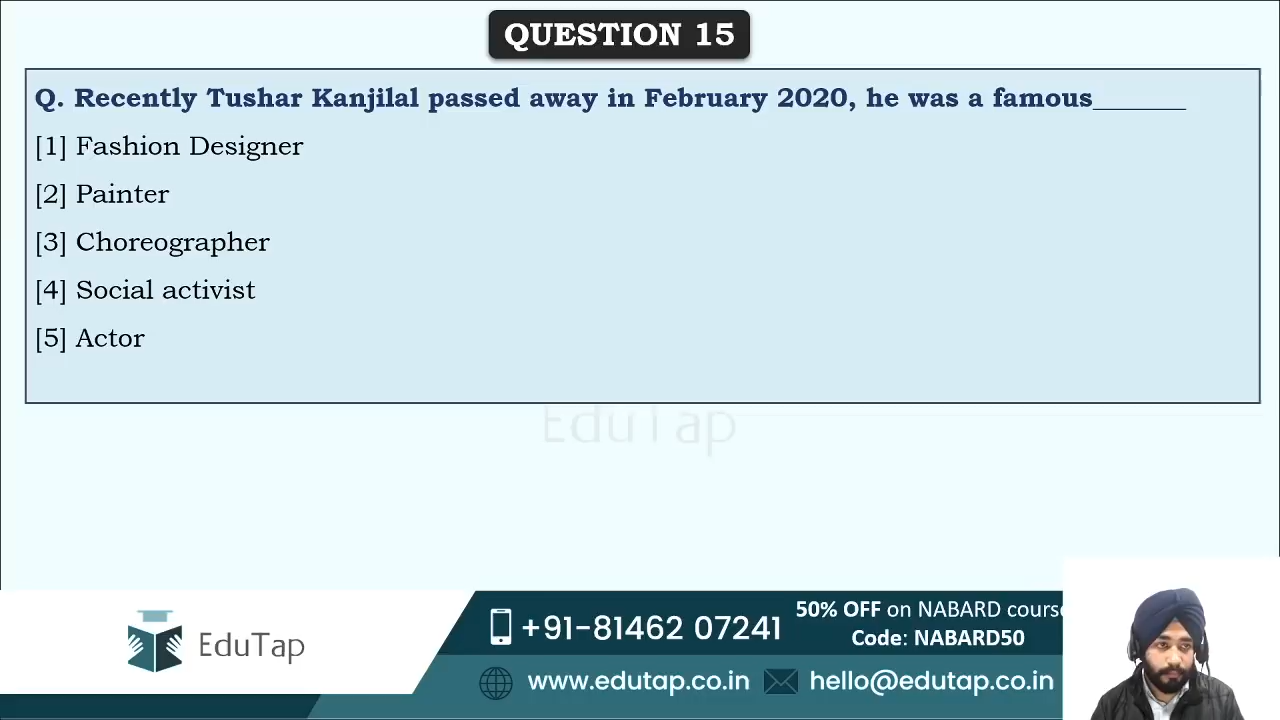 QUESTION 15
Q. Recently Tushar Kanjilal passed away in February 2020, he was a famous______
[1] Fashion Designer
[2] Painter
[3] Choreographer
[4] Social activist
[5] Actor
EduTap
EduTap
+91-81462 07241
50% OFF on NABARD course
Code: NABARD50
www.edutap.co.in
hello@edutap.co.in